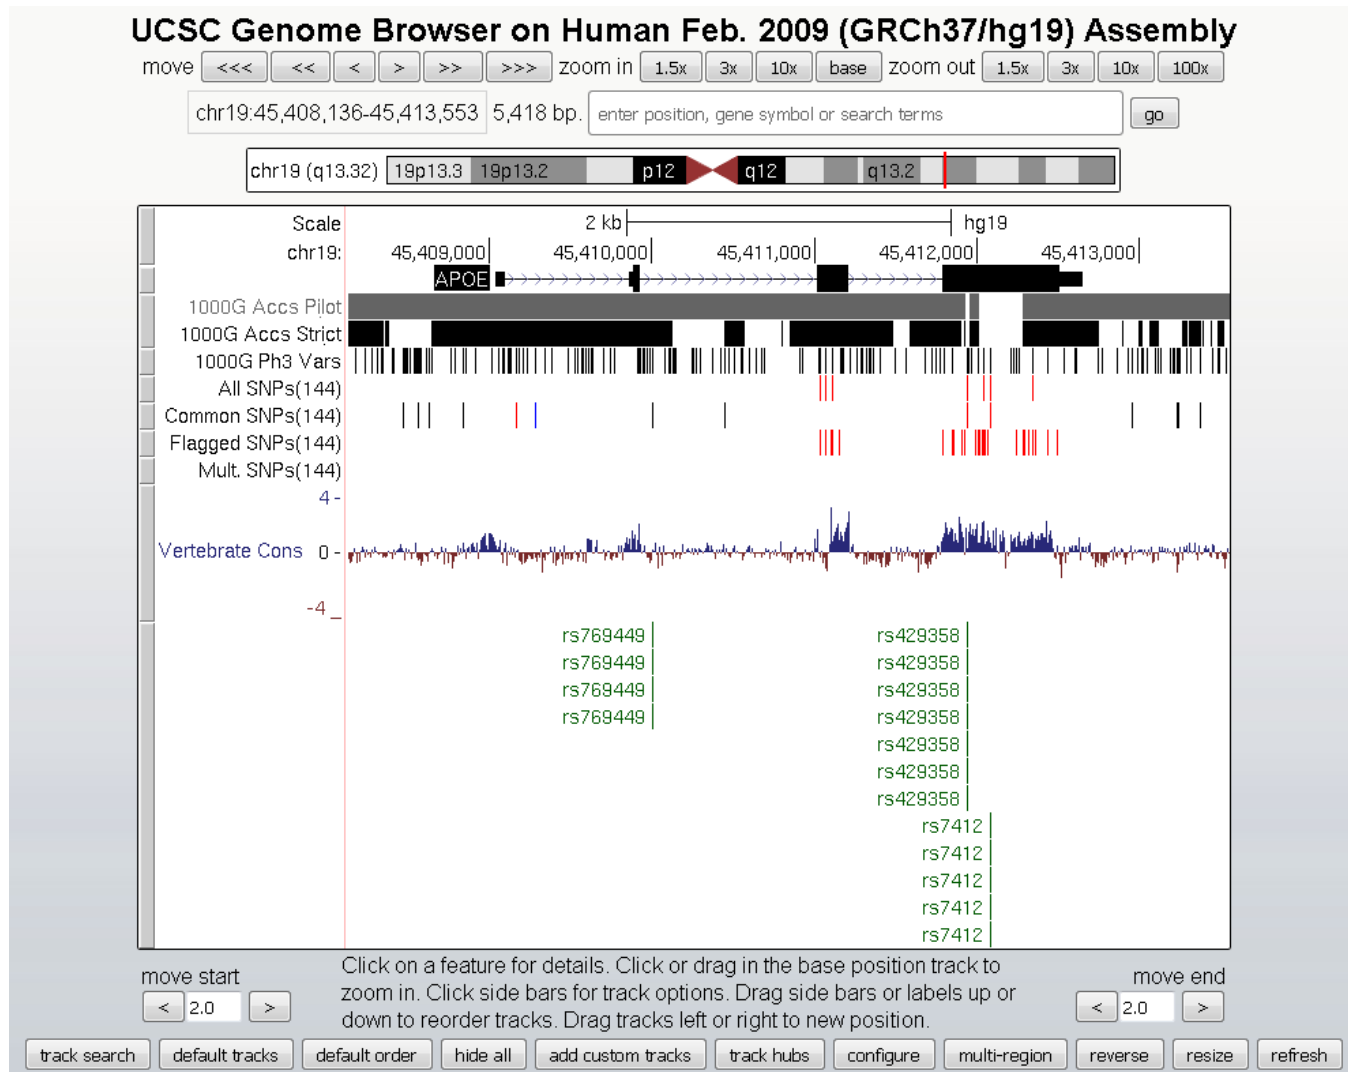 UCSC Genome Browser on Human Feb. 2009 (GRCh37/hg19) Assembly
move <<< << < > >> >>> zoom in 1.5x 3x 10x base zoom out 1.5x 3x 10x 100x
chr19:45,408,136-45,413,553 5,418 bp. enter position, gene symbol or search terms go
chr19 (q13.32) 19p13.3 19p13.2 p12 q12 q13.2
Scale 2 kb hg19
chr19: 45,409,000 45,410,000 45,411,000 45,412,000 45,413,000
APOE
1000G Accs Pilot
1000G Accs Strict
1000G Ph3 Vars
All SNPs(144)
Common SNPs(144)
Flagged SNPs(144)
Mult. SNPs(144)
4 -
Vertebrate Cons 0 -
-4 _
rs769449 rs429358
rs769449 rs429358
rs769449 rs429358
rs769449 rs429358
rs429358
rs429358
rs429358
rs7412
rs7412
rs7412
rs7412
rs7412
move start
< 2.0 >
Click on a feature for details. Click or drag in the base position track to
zoom in. Click side bars for track options. Drag side bars or labels up or
down to reorder tracks. Drag tracks left or right to new position.
move end
< 2.0 >
track search default tracks default order hide all add custom tracks track hubs configure multi-region reverse resize refresh